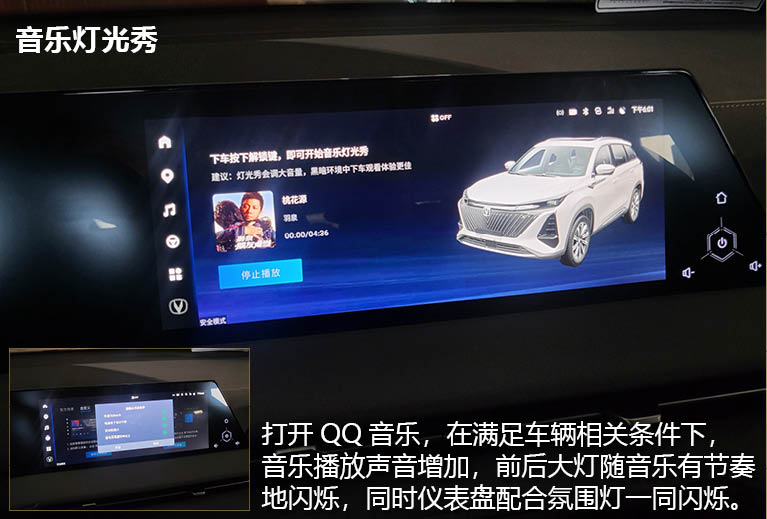 音乐灯光秀
OFF
下午6:01
下车按下解锁键，即可开始音乐灯光秀
建议：灯光秀会调大音量，黑暗环境中下车观看体验更佳
桃花源
羽泉
00:00/04:36
停止播放
安全模式
打开 QQ 音乐，在满足车辆相关条件下，
音乐播放声音增加，前后大灯随音乐有节奏
地闪烁，同时仪表盘配合氛围灯一同闪烁。